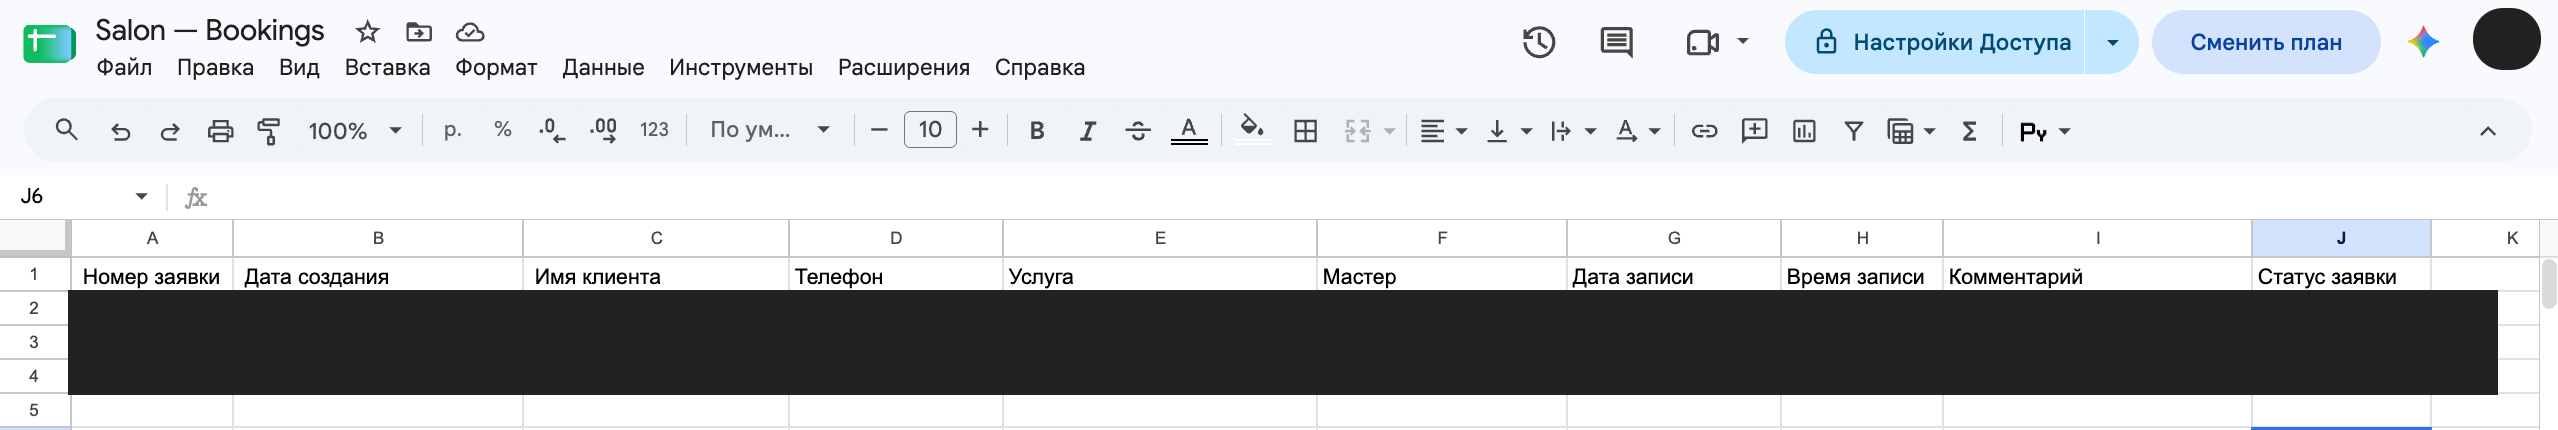 Salon — Bookings
Файл Правка Вид Вставка Формат Данные Инструменты Расширения Справка
Настройки Доступа
Сменить план
100% р. % .0 .00 123 По ум... − 10 + B I A Σ Py
J6 fx
A B C D E F G H I J K
1 Номер заявки Дата создания Имя клиента Телефон Услуга Мастер Дата записи Время записи Комментарий Статус заявки
2
3
4
5